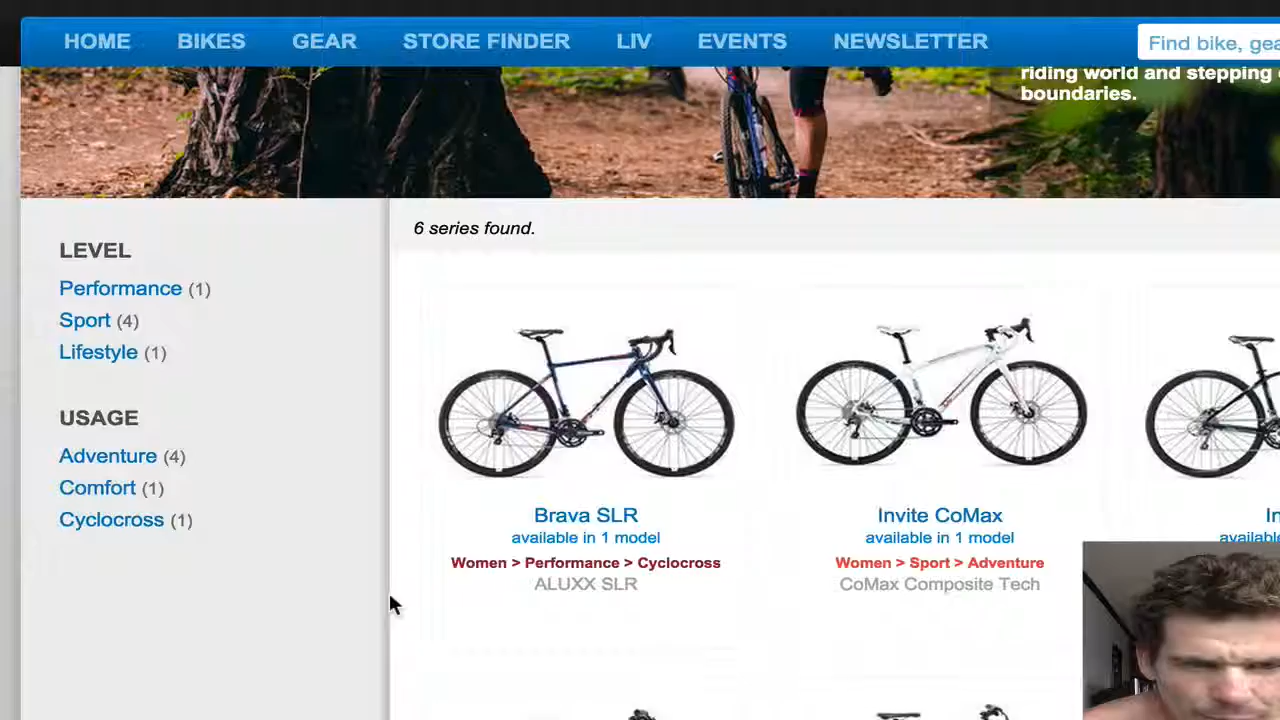 HOME BIKES GEAR STORE FINDER LIV EVENTS NEWSLETTER
riding world and stepping
boundaries.
LEVEL
Performance (1)
Sport (4)
Lifestyle (1)
USAGE
Adventure (4)
Comfort (1)
Cyclocross (1)
6 series found.
Brava SLR
available in 1 model
Women > Performance > Cyclocross
ALUXX SLR
Invite CoMax
available in 1 model
Women > Sport > Adventure
CoMax Composite Tech
available
Find bike,